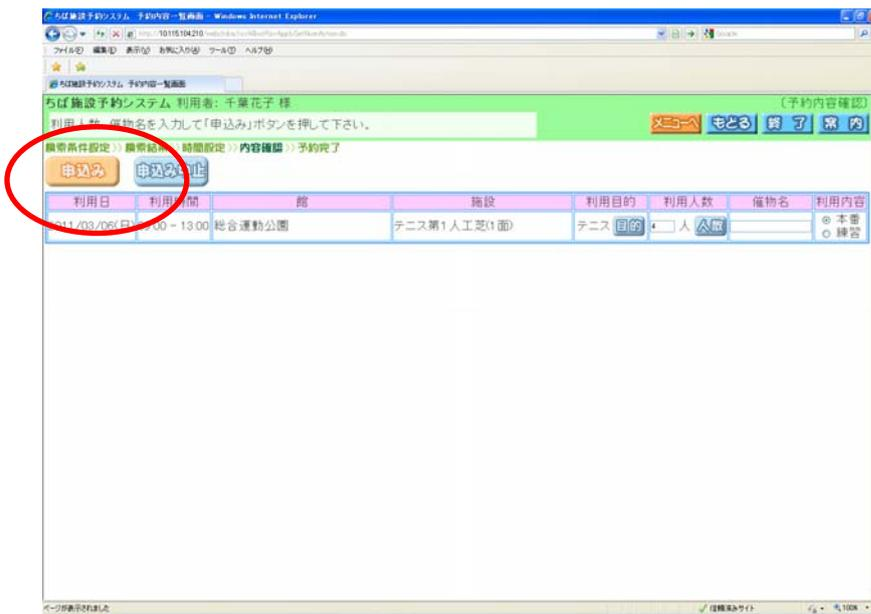 ちば施設予約システム 予約内容一覧画面 - Windows Internet Explorer
ファイル(F) 編集(E) 表示(V) お気に入り(A) ツール(T) ヘルプ(H)
ちば施設予約システム 予約内容一覧画面
ちば施設予約システム 利用者: 千葉花子 様 (予約内容確認)
利用人数、催物名を入力して「申込み」ボタンを押して下さい。
メニューへ もどる 終了 案内
検索条件設定 >> 検索結果 >> 時間設定 >> 内容確認 >> 予約完了
申込み 申込み中止
利用日 利用時間 館 施設 利用目的 利用人数 催物名 利用内容
2011/03/06(日) :00 - 13:00 総合運動公園 テニス第1人工芝(1面) テニス 目的 4 人 人数 本番
練習
ページが表示されました 信頼済みサイト 100%